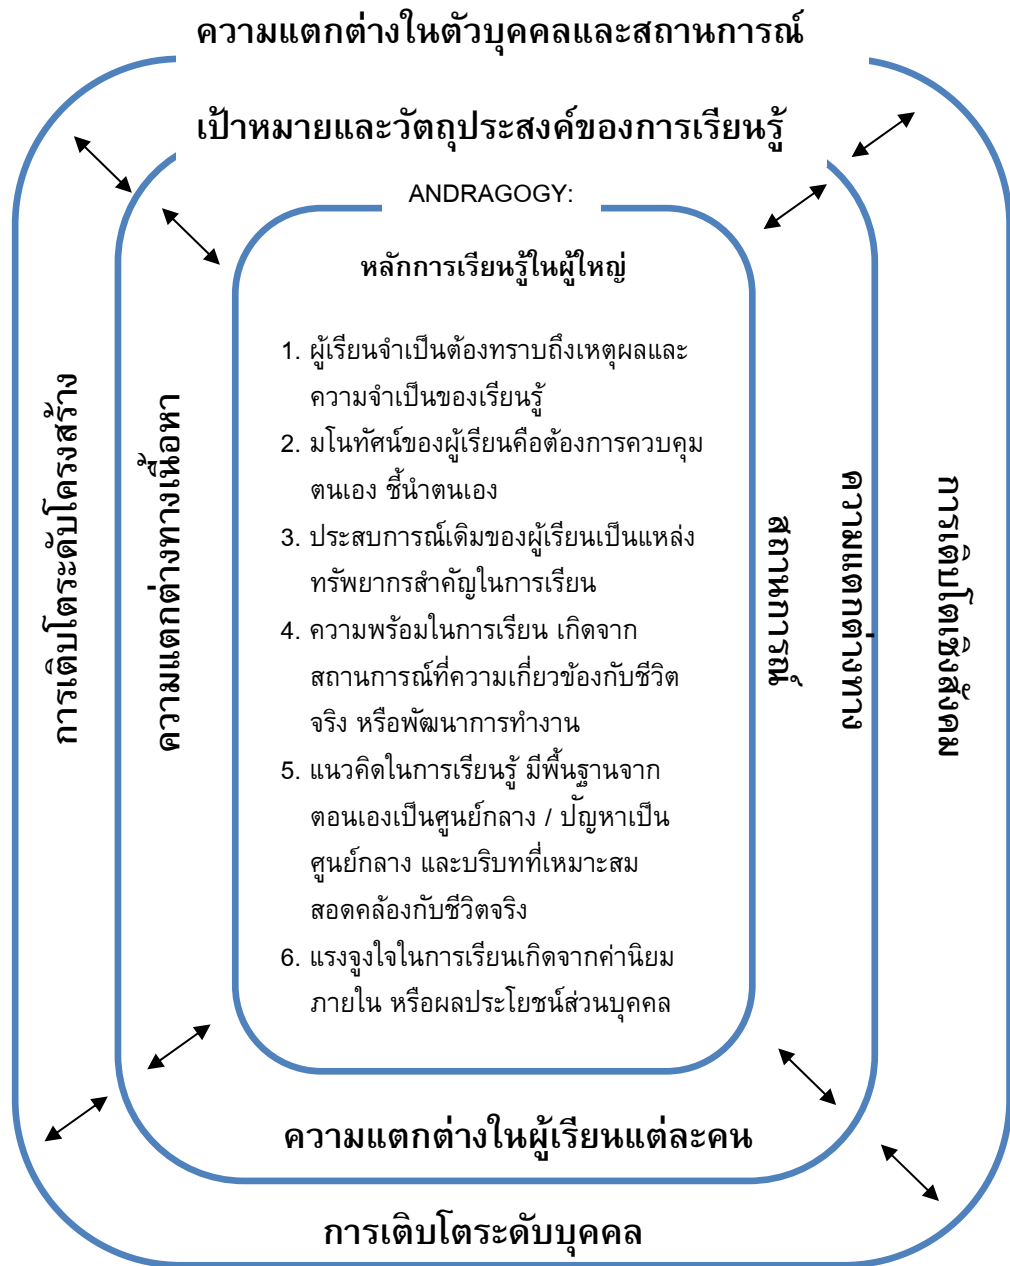 ความแตกต่างในตัวบุคคลและสถานการณ์
เป้าหมายและวัตถุประสงค์ของการเรียนรู้
ANDRAGOGY:
หลักการเรียนรู้ในผู้ใหญ่
1. ผู้เรียนจำเป็นต้องทราบถึงเหตุผลและ
ความจำเป็นของเรียนรู้
2. มโนทัศน์ของผู้เรียนคือต้องการควบคุม
ตนเอง ชี้นำตนเอง
3. ประสบการณ์เดิมของผู้เรียนเป็นแหล่ง
ทรัพยากรสำคัญในการเรียน
4. ความพร้อมในการเรียน เกิดจาก
สถานการณ์ที่ความเกี่ยวข้องกับชีวิต
จริง หรือพัฒนาการทำงาน
5. แนวคิดในการเรียนรู้ มีพื้นฐานจาก
ตอนเองเป็นศูนย์กลาง / ปัญหาเป็น
ศูนย์กลาง และบริบทที่เหมาะสม
สอดคล้องกับชีวิตจริง
6. แรงจูงใจในการเรียนเกิดจากค่านิยม
ภายใน หรือผลประโยชน์ส่วนบุคคล
การเติบโตระดับโครงสร้าง
ความแตกต่างทางเนื้อหา
ความแตกต่างทาง
สถานการณ์
การเติบโตเชิงสังคม
ความแตกต่างในผู้เรียนแต่ละคน
การเติบโตระดับบุคคล